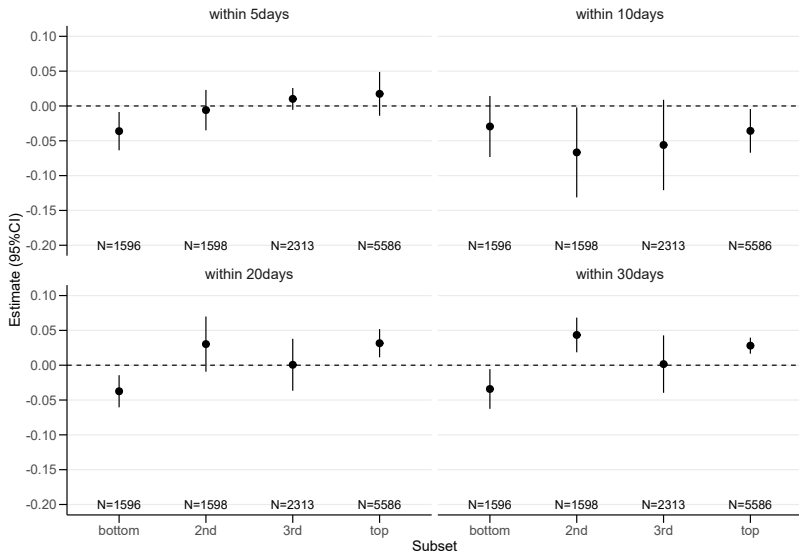 within 5days within 10days
0.10
0.05
0.00
-0.05
-0.10
-0.15
-0.20
N=1596 N=1598 N=2313 N=5586 N=1596 N=1598 N=2313 N=5586
Estimate (95%CI)
within 20days within 30days
0.10
0.05
0.00
-0.05
-0.10
-0.15
-0.20
N=1596 N=1598 N=2313 N=5586 N=1596 N=1598 N=2313 N=5586
bottom 2nd 3rd top bottom 2nd 3rd top
Subset